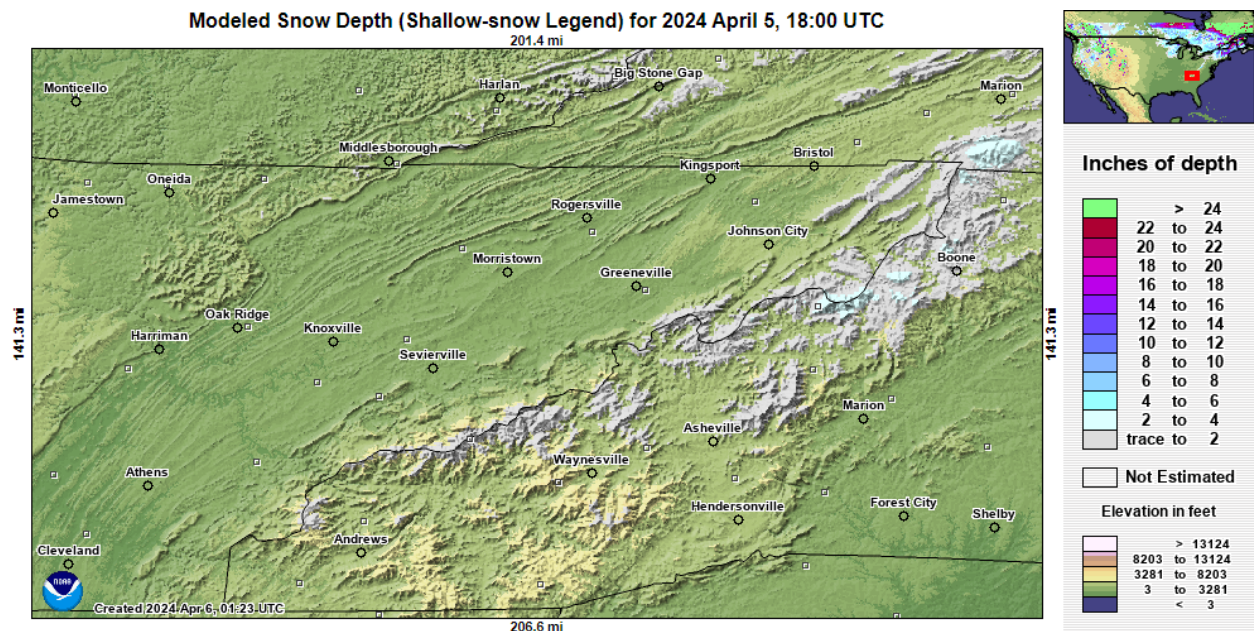 Modeled Snow Depth (Shallow-snow Legend) for 2024 April 5, 18:00 UTC
201.4 mi
Monticello
Harlan
Big Stone Gap
Marion
Middlesborough
Bristol
Kingsport
Oneida
Jamestown
Rogersville
Johnson City
Morristown
Greeneville
Boone
Oak Ridge
Harriman
Knoxville
Sevierville
141.3 mi
141.3 mi
Marion
Asheville
Waynesville
Athens
Hendersonville
Forest City
Shelby
Andrews
Cleveland
NOAA
Created 2024-Apr 6, 01:23-UTC
206.6 mi
Inches of depth
> 24
22 to 24
20 to 22
18 to 20
16 to 18
14 to 16
12 to 14
10 to 12
8 to 10
6 to 8
4 to 6
2 to 4
trace to 2
Not Estimated
Elevation in feet
> 13124
8203 to 13124
3281 to 8203
3 to 3281
< 3